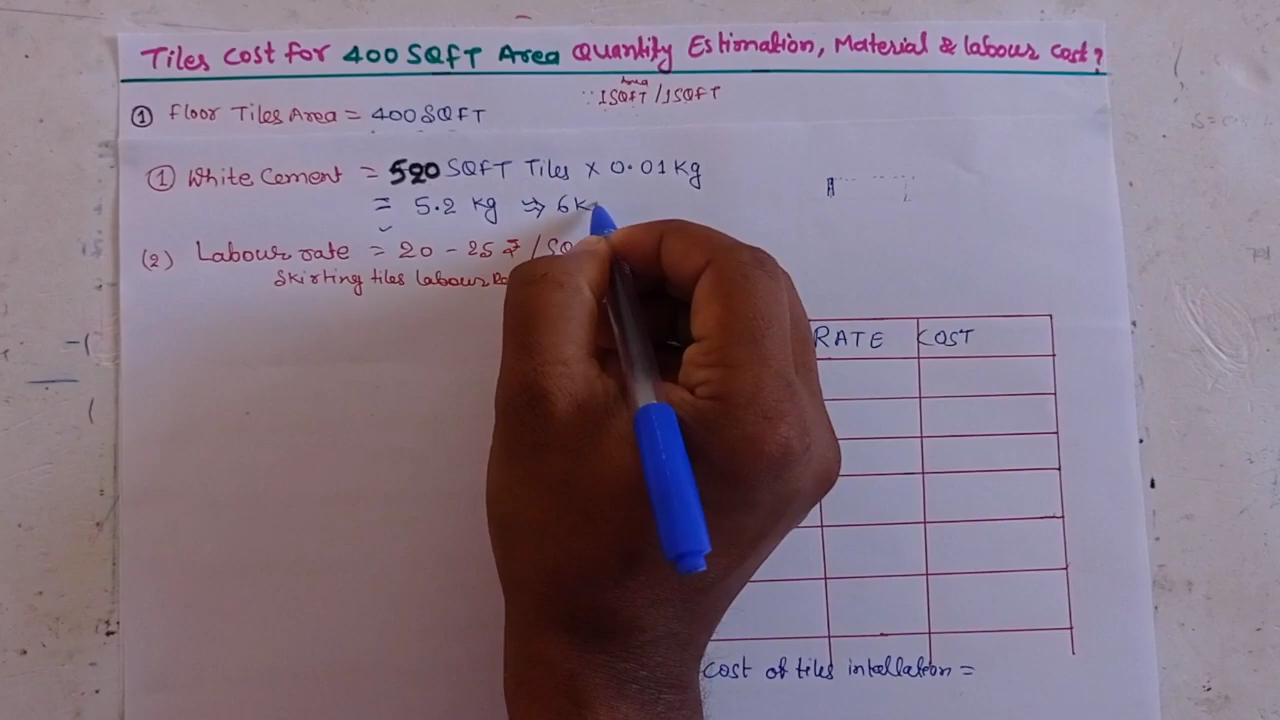 Tiles Cost for 400 SQFT Area Quantity Estimation, Material & labour cost?
Area
∵ 1SQFT / 1SQFT
① Floor Tiles Area = 400 SQFT
① White Cement = 520 SQFT Tiles × 0.01 Kg
= 5.2 Kg ⇒ 6K
(2) Labour rate = 20 - 25 ₹ / SQ
Skirting tiles labour
RATE COST
cost of tiles intallation =